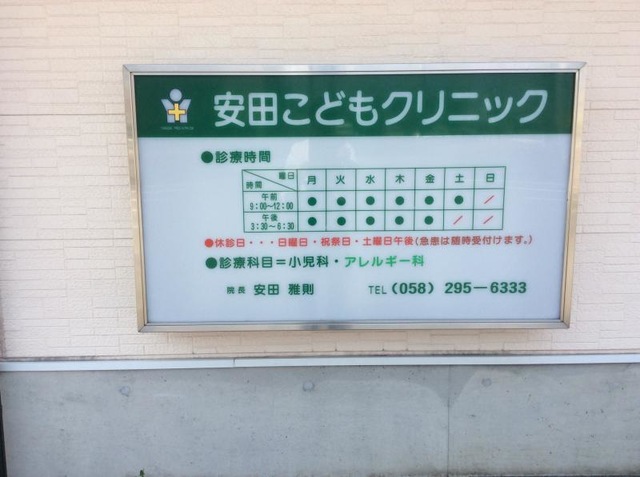 安田こどもクリニック
●診療時間
曜日
時間 月 火 水 木 金 土 日
午前
9:00〜12:00 ● ● ● ● ● ● /
午後
3:30〜6:30 ● ● ● ● ● / /
●休診日・・・日曜日・祝祭日・土曜日午後(急患は随時受付けます。)
●診療科目=小児科・アレルギー科
院長 安田 雅則 TEL (058) 295-6333